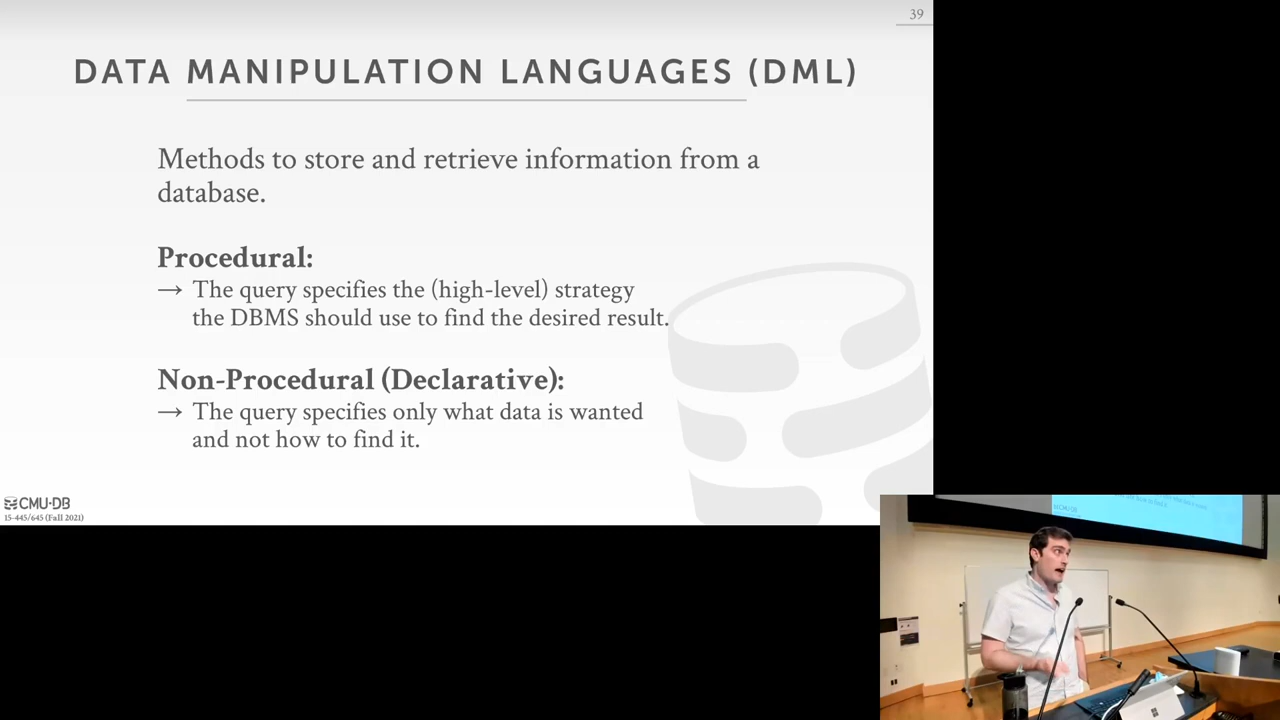 39
DATA MANIPULATION LANGUAGES (DML)
Methods to store and retrieve information from a
database.
Procedural:
→ The query specifies the (high-level) strategy
the DBMS should use to find the desired result.
Non-Procedural (Declarative):
→ The query specifies only what data is wanted
and not how to find it.
CMU·DB
15-445/645 (Fall 2021)